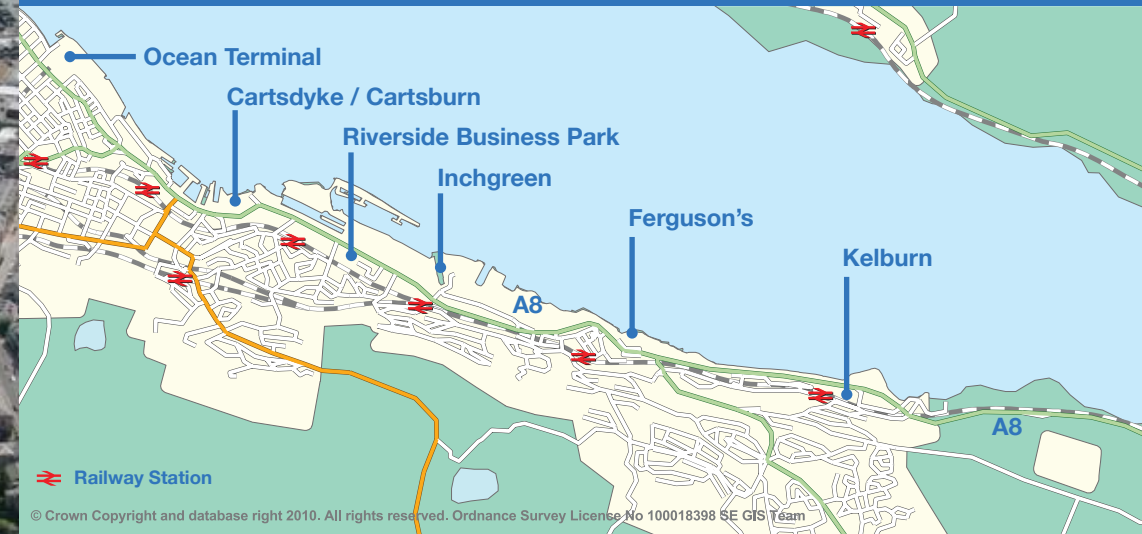 Ocean Terminal
Cartsdyke / Cartsburn
Riverside Business Park
Inchgreen
Ferguson's
Kelburn
A8
A8
Railway Station
© Crown Copyright and database right 2010. All rights reserved. Ordnance Survey License No 100018398 SE GIS Team